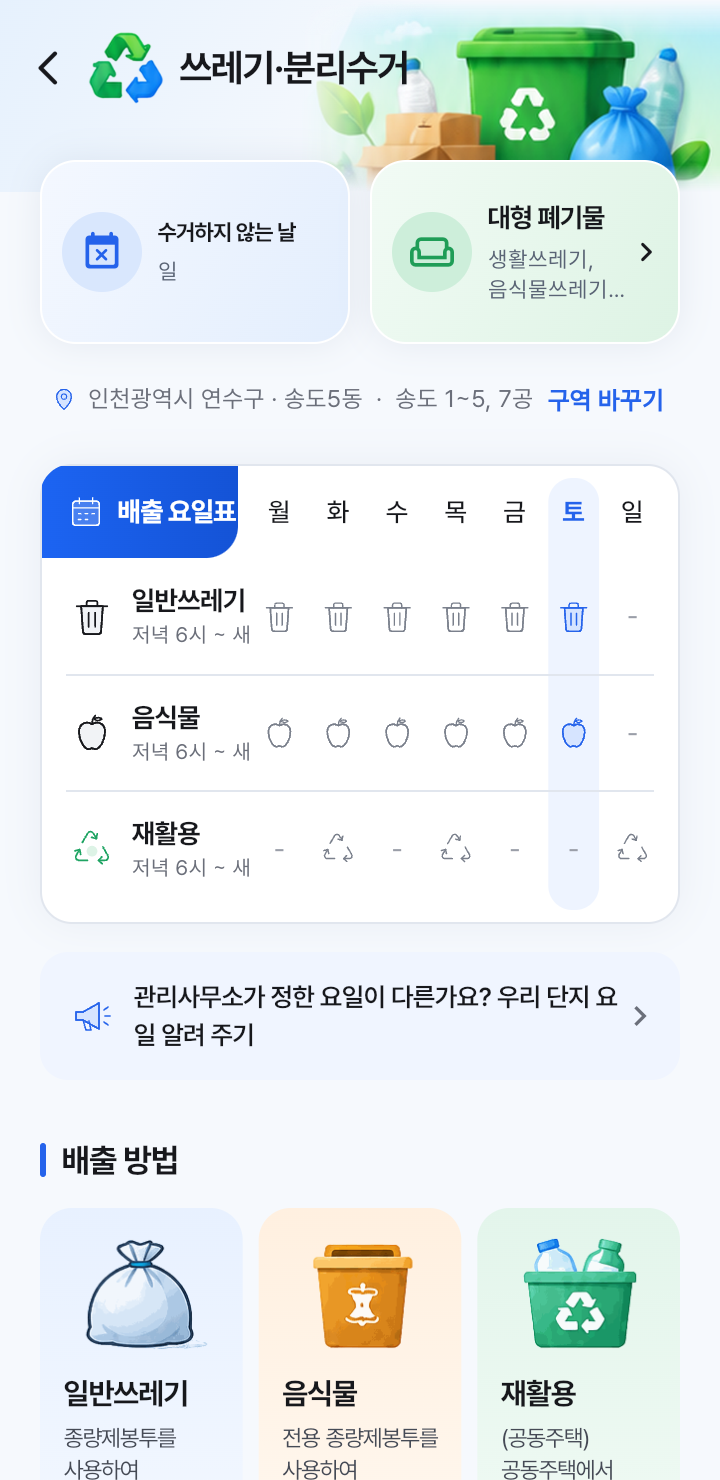 쓰레기·분리수거
수거하지 않는 날
일
대형 폐기물
생활쓰레기,
음식물쓰레기...
인천광역시 연수구 · 송도5동 · 송도 1~5, 7공 구역 바꾸기
배출 요일표 월 화 수 목 금 토 일
일반쓰레기
저녁 6시 ~ 새
-
음식물
저녁 6시 ~ 새
-
재활용
저녁 6시 ~ 새
- - - -
관리사무소가 정한 요일이 다른가요? 우리 단지 요
일 알려 주기
배출 방법
일반쓰레기
종량제봉투를
사용하여
음식물
전용 종량제봉투를
사용하여
재활용
(공동주택)
공동주택에서